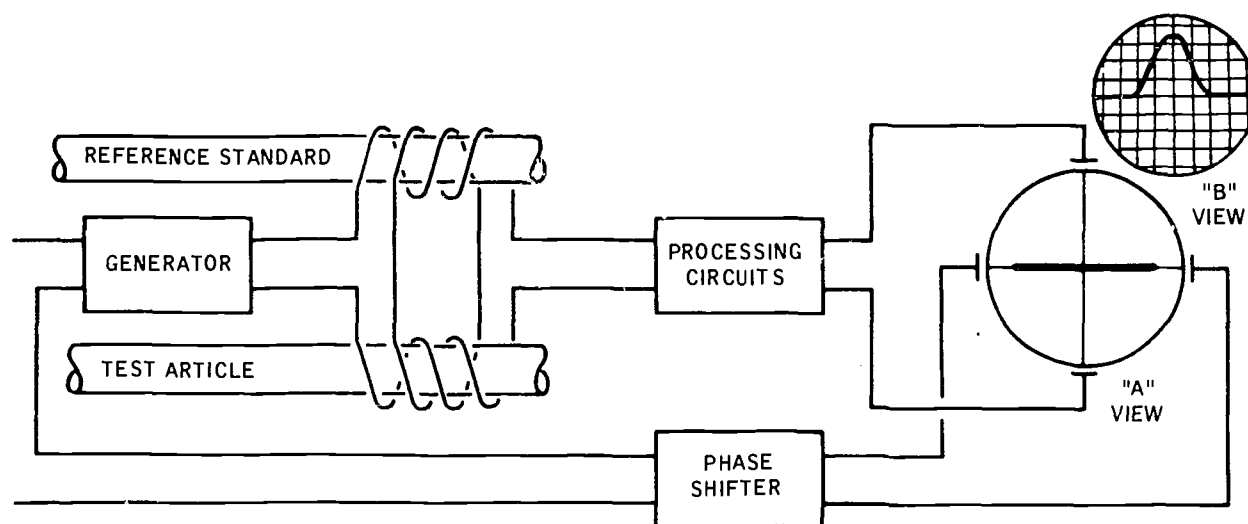 REFERENCE STANDARD
GENERATOR
TEST ARTICLE
PROCESSING
CIRCUITS
PHASE
SHIFTER
"B"
VIEW
"A"
VIEW